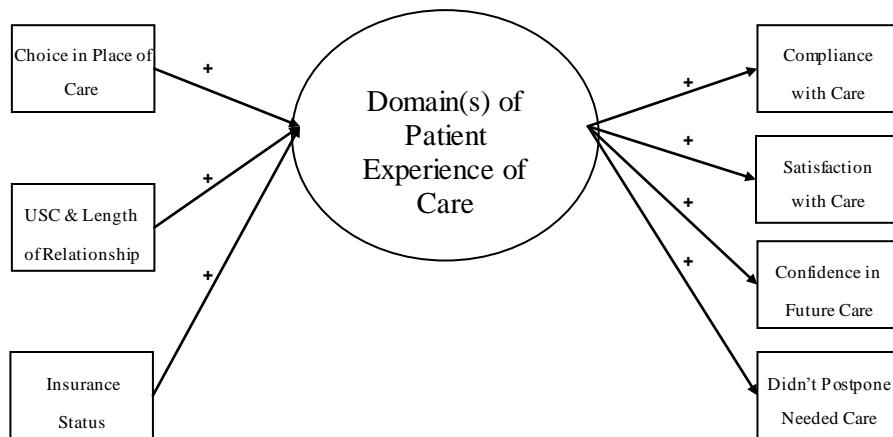 Choice in Place of
Care
+
USC & Length
of Relationship
+
Insurance
Status
+
Domain(s) of
Patient
Experience of
Care
+
Compliance
with Care
+
Satisfaction
with Care
+
Confidence in
Future Care
+
Didn't Postpone
Needed Care